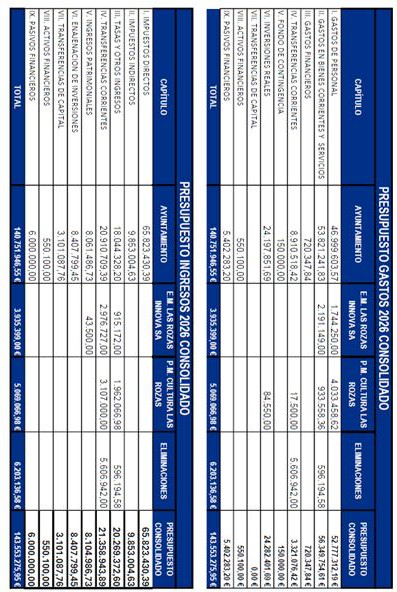 PRESUPUESTO GASTOS 2026 CONSOLIDADO
CAPÍTULO AYUNTAMIENTO E.M. LAS ROZAS INNOVA SA P.M. CULTURA LAS ROZAS ELIMINACIONES PRESUPUESTO CONSOLIDADO
I. GASTOS DE PERSONAL 46.999.603,57 1.744.250,00 4.033.458,62 52.777.312,19 €
II. GASTOS EN BIENES CORRIENTES Y SERVICIOS 53.821.241,83 2.191.149,00 933.558,36 596.194,58 56.349.754,61 €
III. GASTOS FINANCIEROS 720.347,84 720.347,84 €
IV. TRANSFERENCIAS CORRIENTES 8.910.518,42 17.500,00 5.606.942,00 3.321.076,42 €
V. FONDO DE CONTINGENCIA 150.000,00 150.000,00 €
VI. INVERSIONES REALES 24.197.851,69 84.550,00 24.282.401,69 €
VII. TRANSFERENCIAS DE CAPITAL 0,00 €
VIII. ACTIVOS FINANCIEROS 550.100,00 550.100,00 €
IX. PASIVOS FINANCIEROS 5.402.283,20 5.402.283,20 €
TOTAL 140.751.946,55 € 3.935.399,00 € 5.069.066,98 € 6.203.136,58 € 143.553.275,95 €
PRESUPUESTO INGRESOS 2026 CONSOLIDADO
CAPÍTULO AYUNTAMIENTO E.M. LAS ROZAS INNOVA SA P.M. CULTURA LAS ROZAS ELIMINACIONES PRESUPUESTO CONSOLIDADO
I. IMPUESTOS DIRECTOS 65.823.430,39 65.823.430,39
II. IMPUESTOS INDIRECTOS 9.853.004,63 9.853.004,63
III. TASAS Y OTROS INGRESOS 18.044.328,20 915.172,00 1.962.066,98 596.194,58 20.269.372,60
IV. TRANSFERENCIAS CORRIENTES 20.910.709,39 2.976.727,00 3.107.000,00 5.606.942,00 21.358.943,89
V. INGRESOS PATRIMONIALES 8.061.486,73 43.500,00 8.104.986,73
VI. ENAJENACION DE INVERSIONES 8.407.799,45 8.407.799,45
VII. TRANSFERENCIAS DE CAPITAL 3.101.087,76 3.101.087,76
VIII. ACTIVOS FINANCIEROS 550.100,00 550.100,00
IX. PASIVOS FINANCIEROS 6.000.000,00 6.000.000,00
TOTAL 140.751.946,55 € 3.935.399,00 € 5.069.066,98 € 6.203.136,58 € 143.553.275,95 €